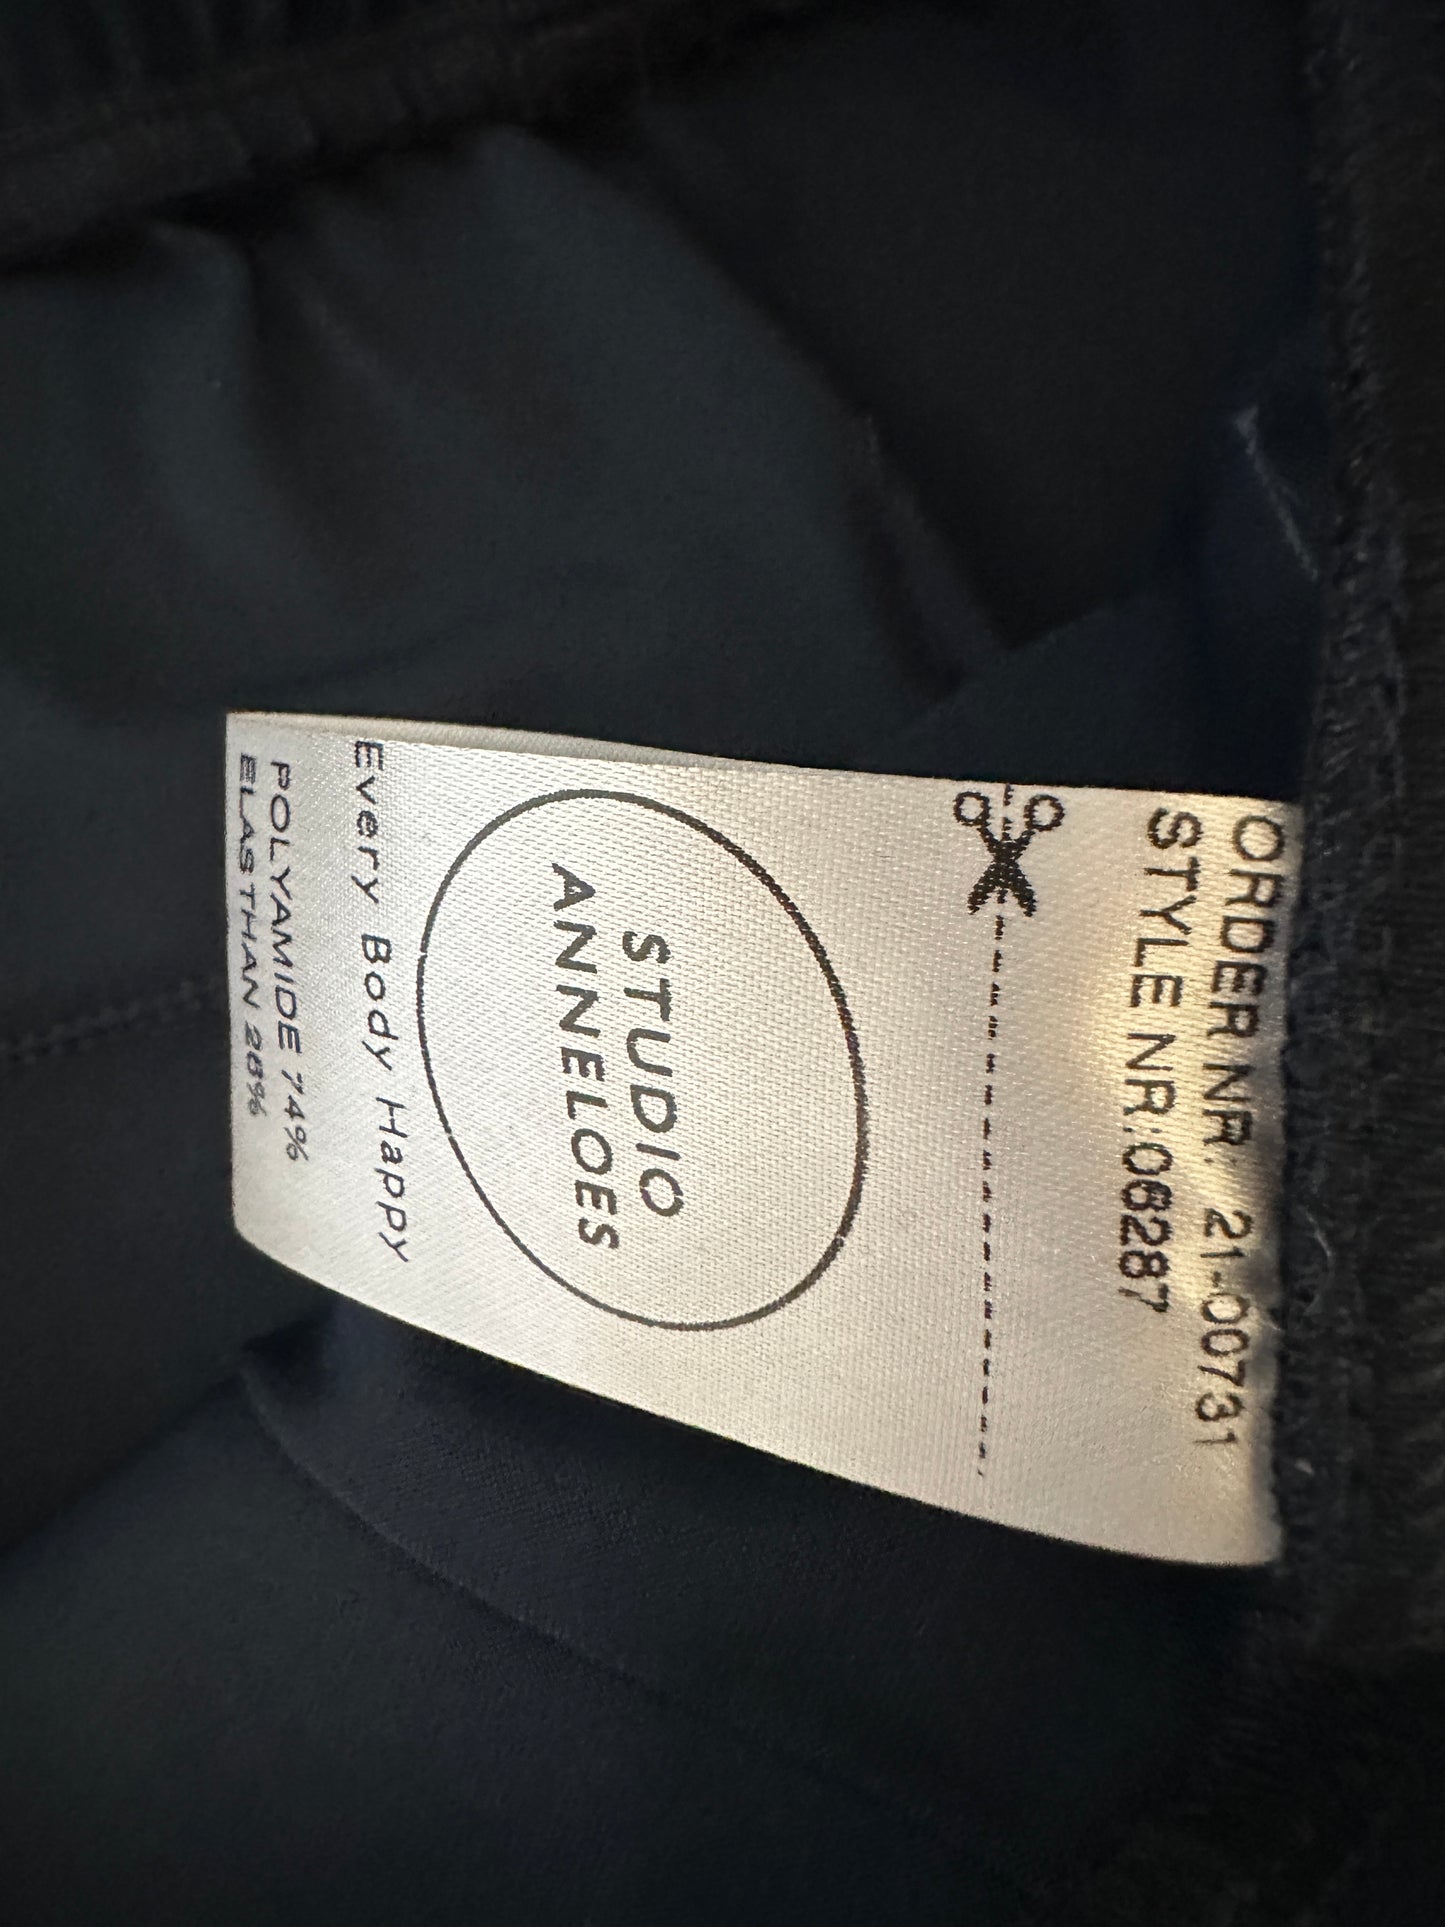 ORDER NR: 21-00731
STYLE NR:06287
STUDIO
ANNELOES
Every Body Happy
POLYAMIDE 74%
ELASTHAN 26%